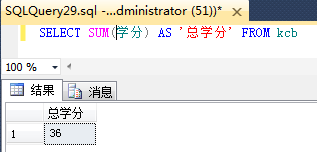 SQLQuery29.sql -...dministrator (51))*
SELECT SUM(学分) AS '总学分' FROM kcb
100 %
结果 消息
总学分
1 36